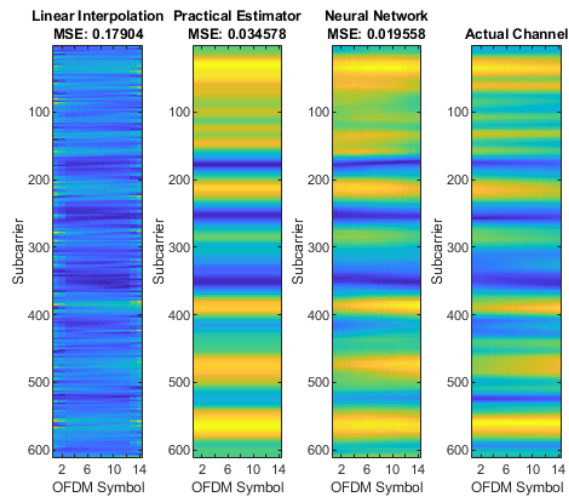 Linear Interpolation
MSE: 0.17904
Practical Estimator
MSE: 0.034578
Neural Network
MSE: 0.019558
Actual Channel
Subcarrier
100
200
300
400
500
600
2 6 10 14
OFDM Symbol
Subcarrier
100
200
300
400
500
600
2 6 10 14
OFDM Symbol
Subcarrier
100
200
300
400
500
600
2 6 10 14
OFDM Symbol
Subcarrier
100
200
300
400
500
600
2 6 10 14
OFDM Symbol